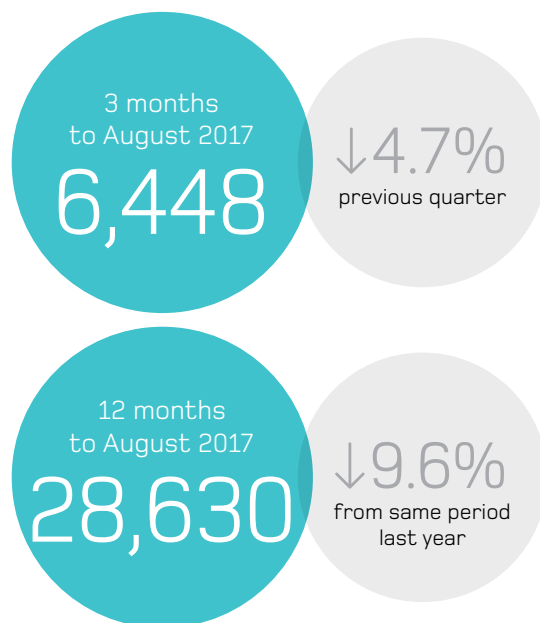 3 months
to August 2017
6,448
↓4.7%
previous quarter
12 months
to August 2017
28,630
↓9.6%
from same period
last year